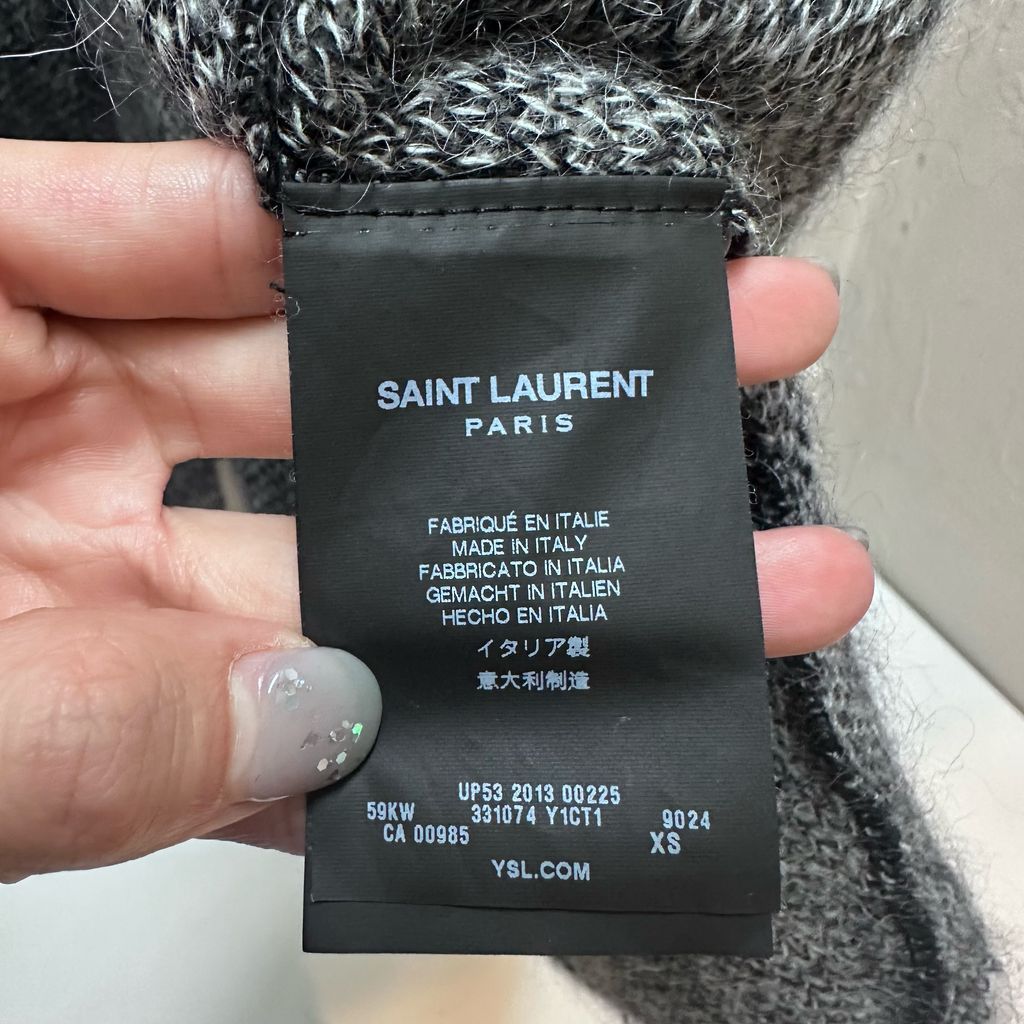 SAINT LAURENT
PARIS
FABRIQUÉ EN ITALIE
MADE IN ITALY
FABBRICATO IN ITALIA
GEMACHT IN ITALIEN
HECHO EN ITALIA
イタリア製
意大利制造
UP53 2013 00225
59KW 331074 Y1CT1 9024
CA 00985 XS
YSL.COM